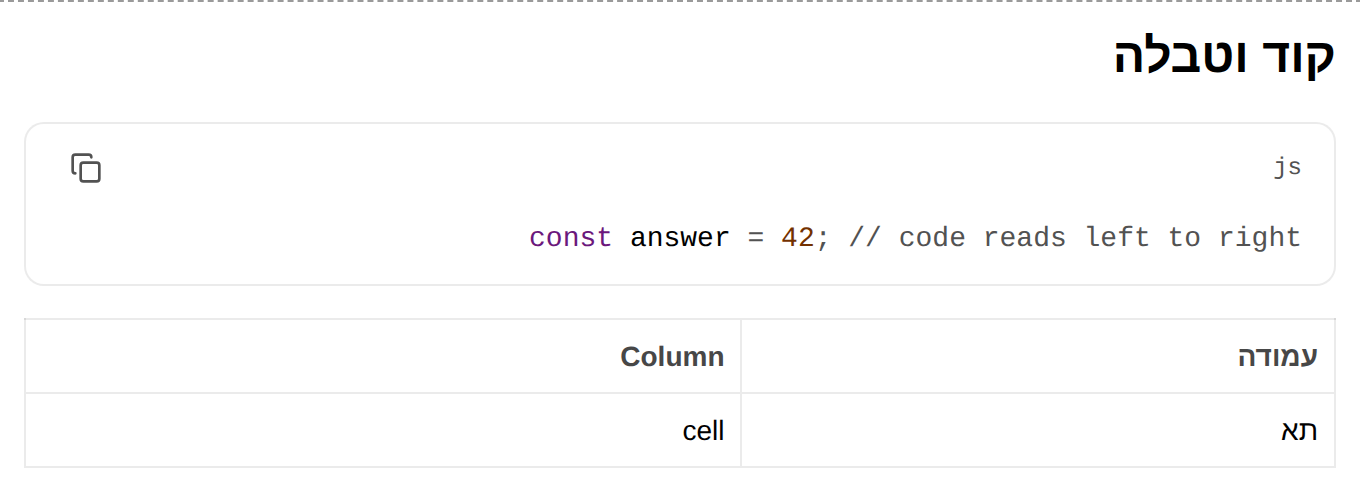 קוד וטבלה
js
const answer = 42; // code reads left to right
עמודה Column
תא cell